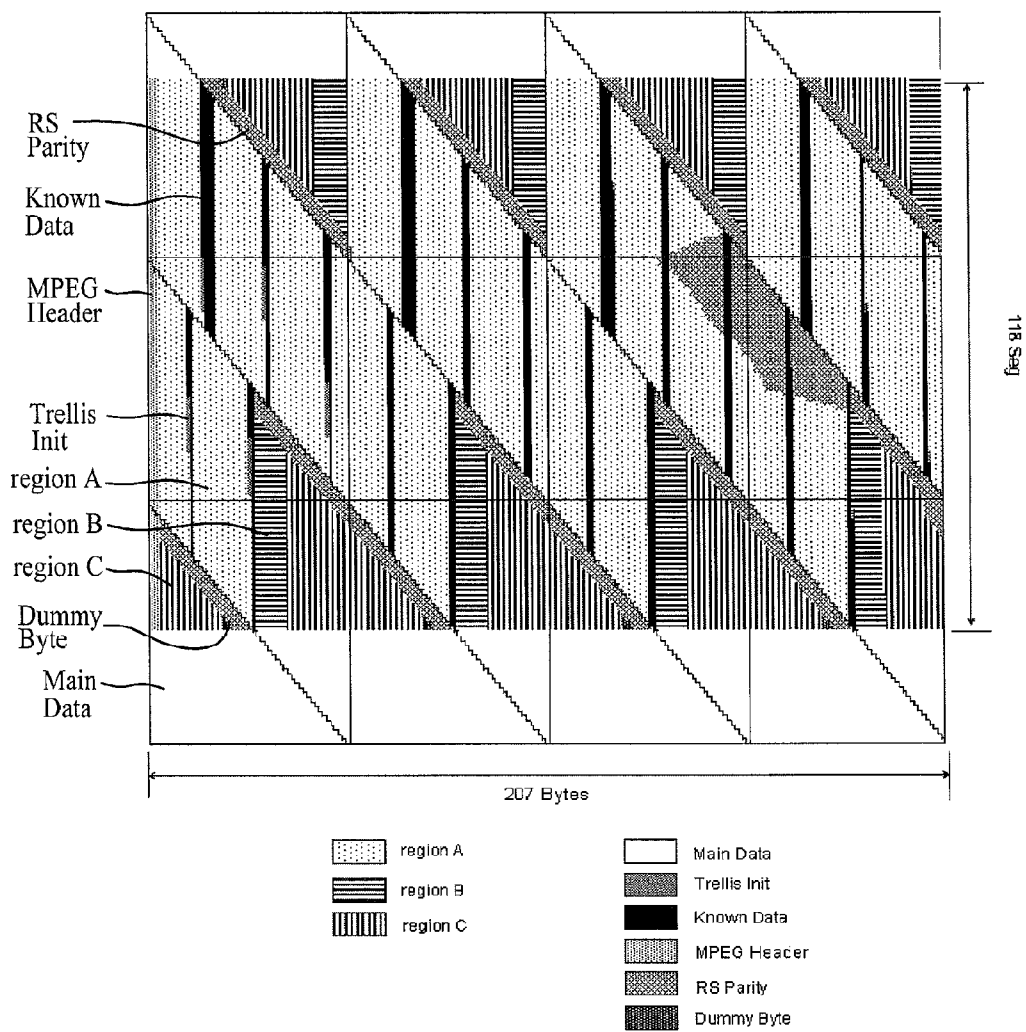 RS
Parity
Known
Data
MPEG
Header
Trellis
Init
region A
region B
region C
Dummy
Byte
Main
Data
118 Seg
207 Bytes
region A
region B
region C
Main Data
Trellis Init
Known Data
MPEG Header
RS Parity
Dummy Byte